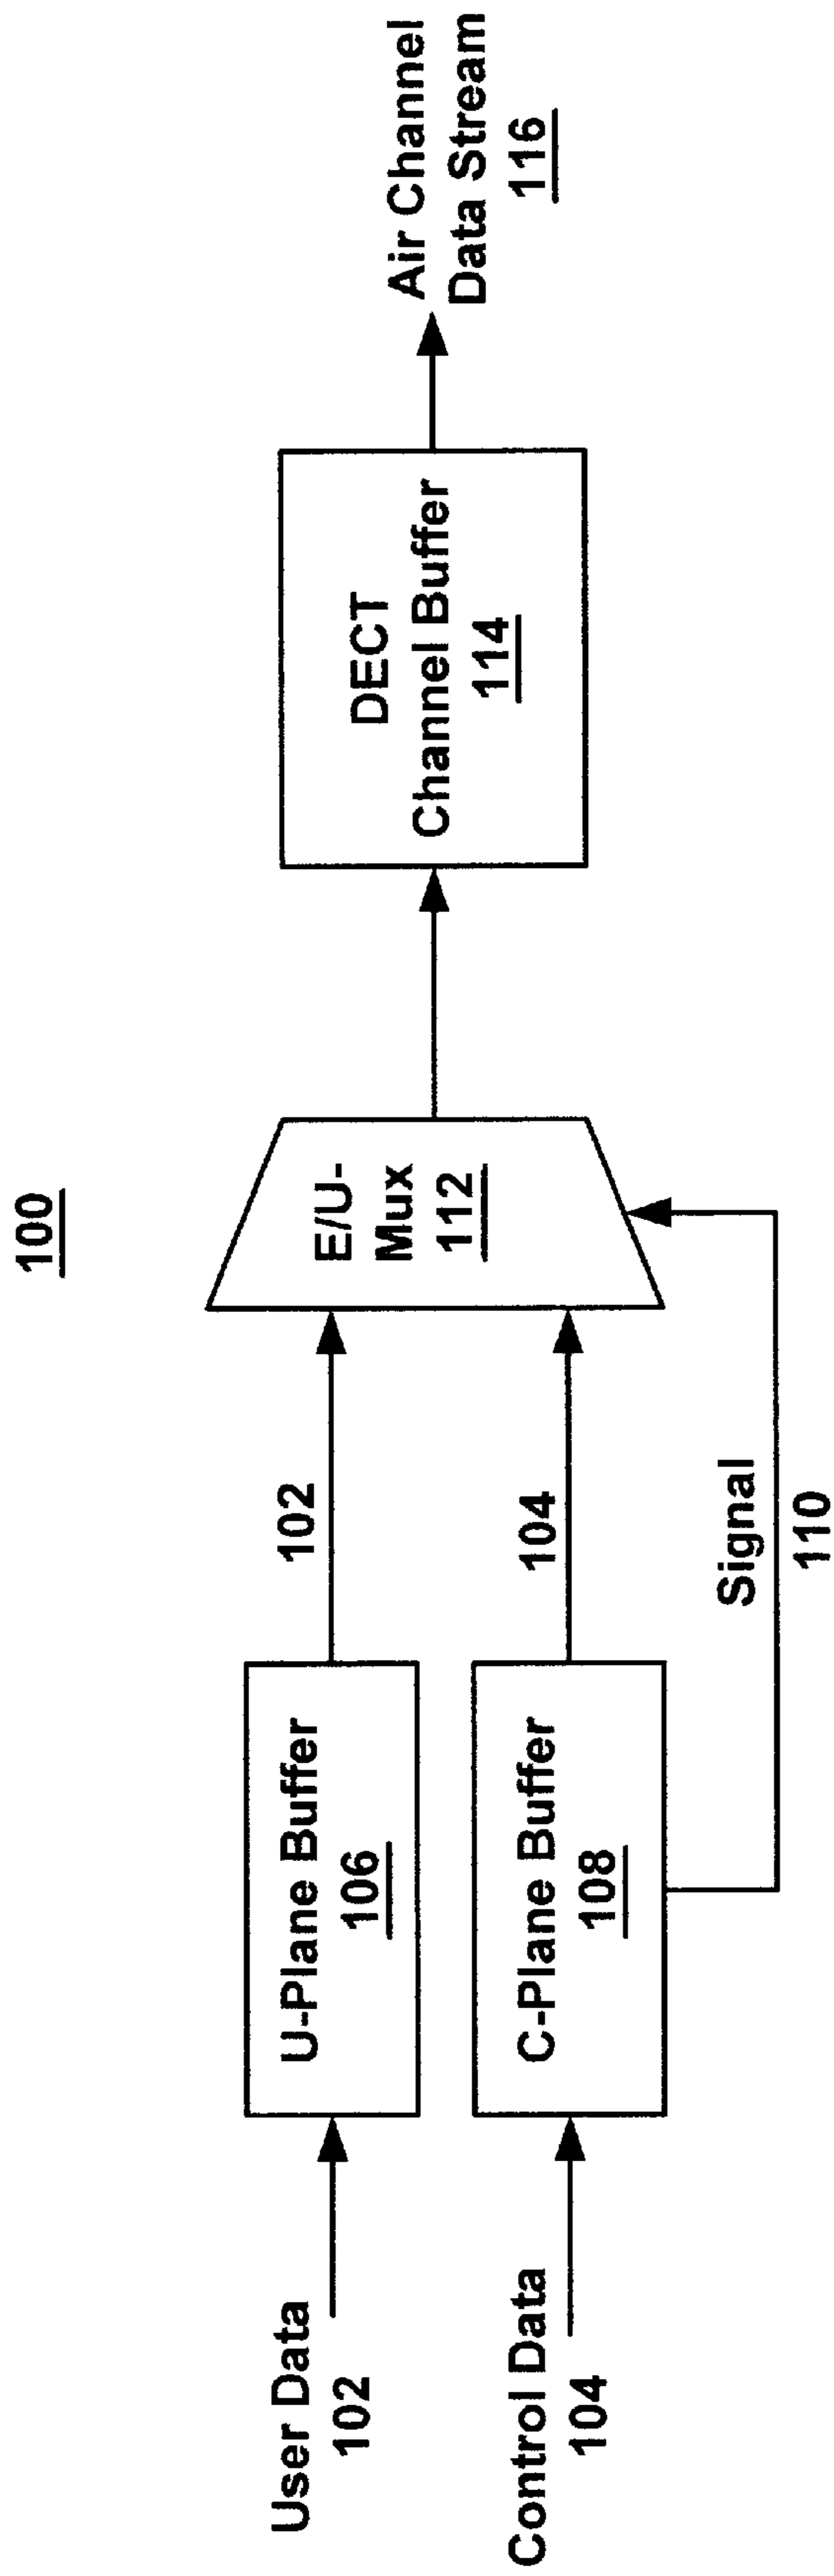 100
User Data
102
U-Plane Buffer
106
102
Control Data
104
C-Plane Buffer
108
104
Signal
110
E/U-
Mux
112
DECT
Channel Buffer
114
Air Channel
Data Stream
116